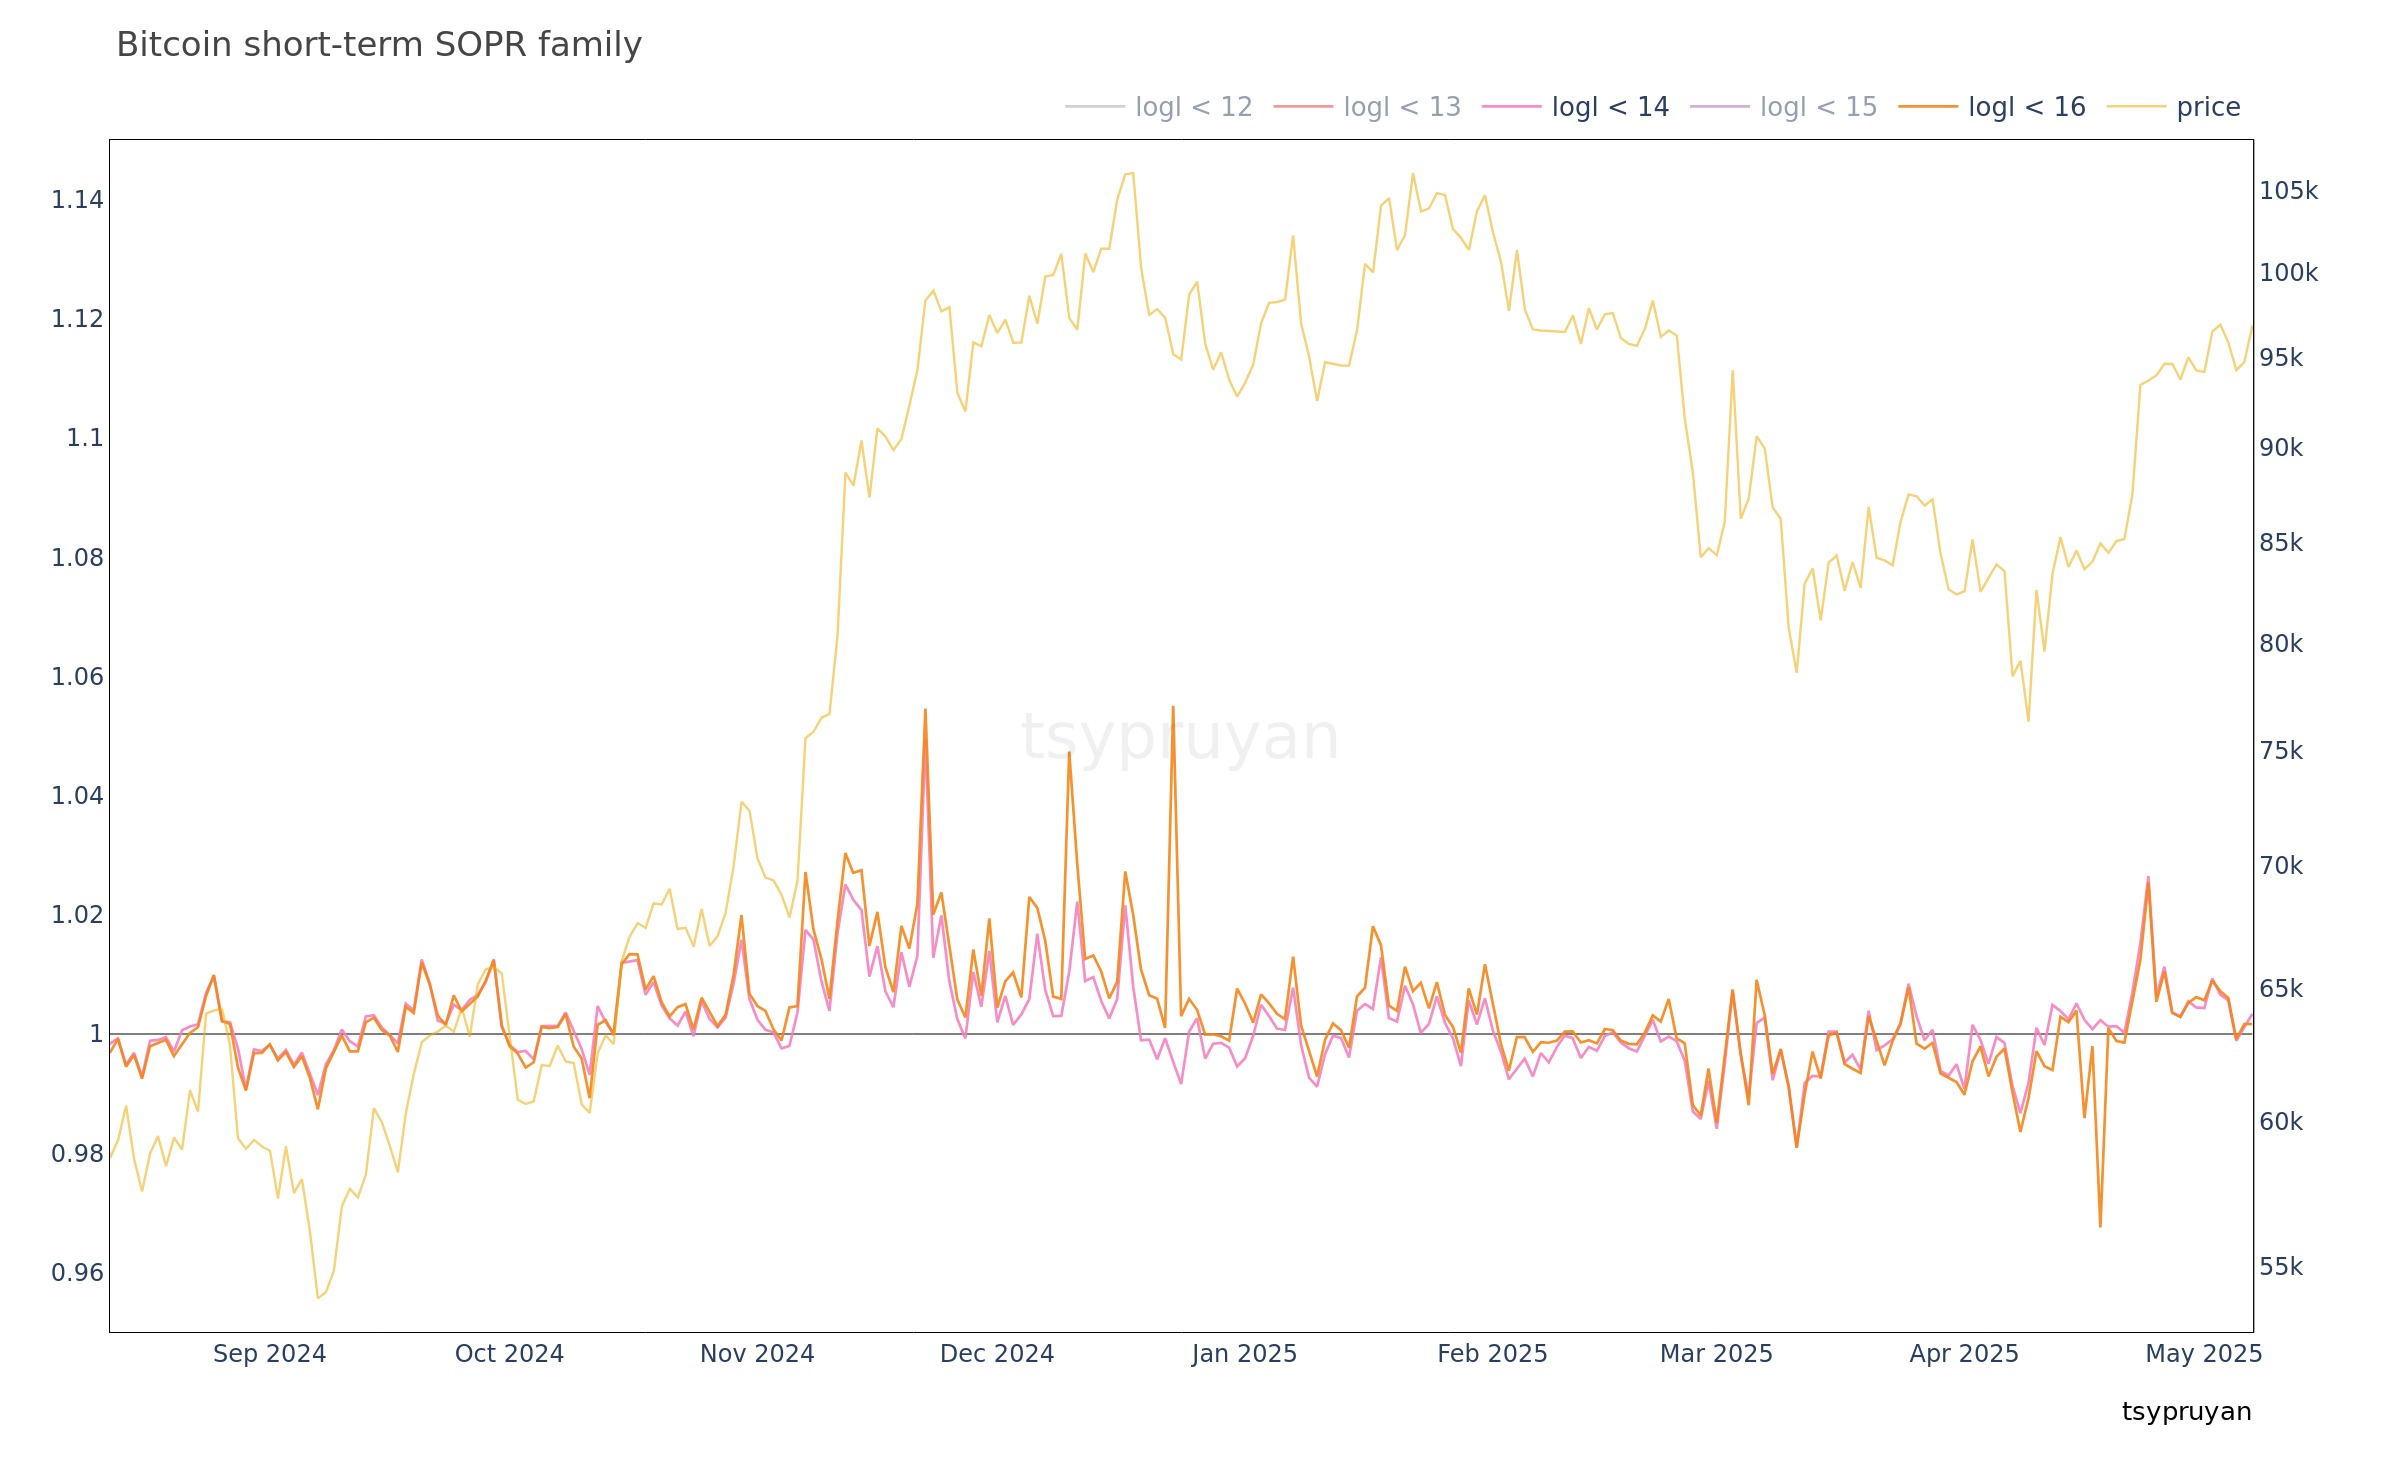 Bitcoin short-term SOPR family
logl < 12 logl < 13 logl < 14 logl < 15 logl < 16 price
1.14
1.12
1.1
1.08
1.06
1.04
1.02
1
0.98
0.96
105k
100k
95k
90k
85k
80k
75k
70k
65k
60k
55k
tsypruyan
Sep 2024 Oct 2024 Nov 2024 Dec 2024 Jan 2025 Feb 2025 Mar 2025 Apr 2025 May 2025
tsypruyan